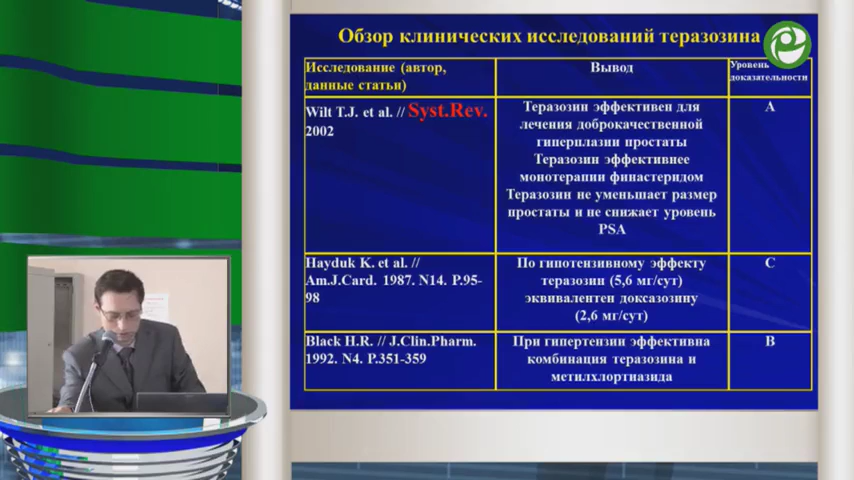 Обзор клинических исследований теразозина
Исследование (автор,
данные статьи)
Вывод
Уровень
доказательности
Wilt T.J. et al. // Syst.Rev.
2002
Теразозин эффективен для
лечения доброкачественной
гиперплазии простаты
Теразозин эффективнее
монотерапии финастеридом
Теразозин не уменьшает размер
простаты и не снижает уровень
PSA
A
Hayduk K. et al. //
Am.J.Card. 1987. N14. P.95-
98
По гипотензивному эффекту
теразозин (5,6 мг/сут)
эквивалентен доксазозину
(2,6 мг/сут)
C
Black H.R. // J.Clin.Pharm.
1992. N4. P.351-359
При гипертензии эффективна
комбинация теразозина и
метилхлортиазида
B